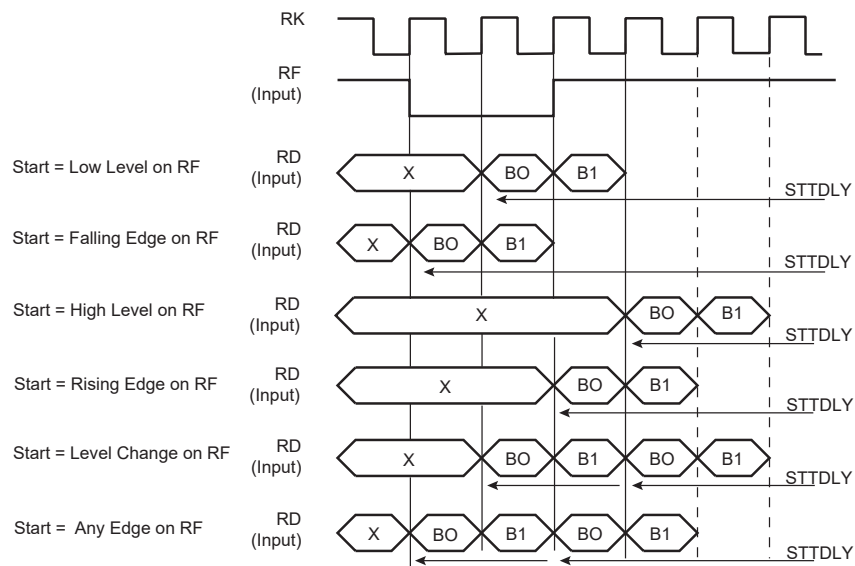 RK
RF
(Input)
Start = Low Level on RF
RD
(Input)
X
BO
B1
STTDLY
Start = Falling Edge on RF
RD
(Input)
X
BO
B1
STTDLY
Start = High Level on RF
RD
(Input)
X
BO
B1
STTDLY
Start = Rising Edge on RF
RD
(Input)
X
BO
B1
STTDLY
Start = Level Change on RF
RD
(Input)
X
BO
B1
BO
B1
STTDLY
Start = Any Edge on RF
RD
(Input)
X
BO
B1
BO
B1
STTDLY